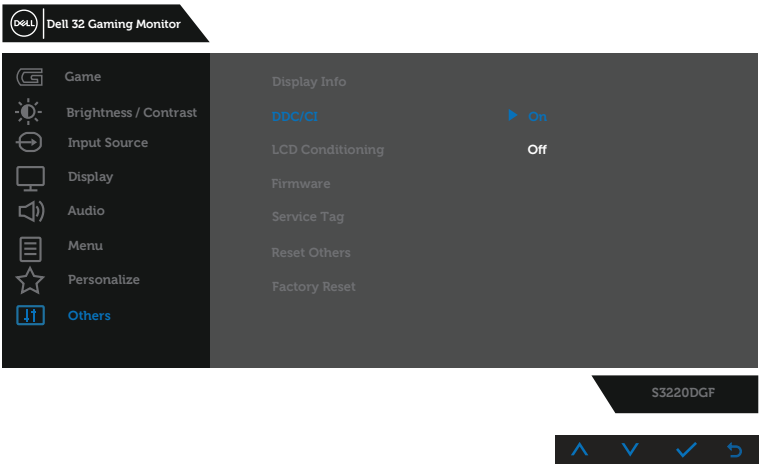 DELL
Dell 32 Gaming Monitor
Game
Brightness / Contrast
Input Source
Display
Audio
Menu
Personalize
Others
Display Info
DDC/CI
On
LCD Conditioning
Off
Firmware
Service Tag
Reset Others
Factory Reset
S3220DGF